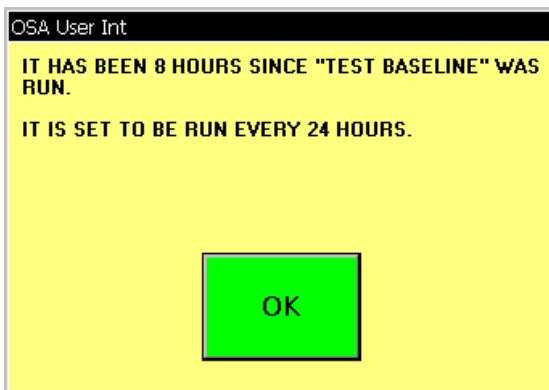 OSA User Int
IT HAS BEEN 8 HOURS SINCE "TEST BASELINE" WAS
RUN.
IT IS SET TO BE RUN EVERY 24 HOURS.
OK